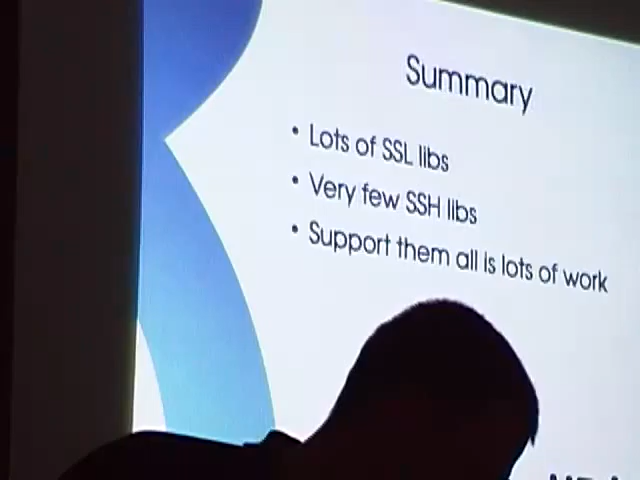 Summary
• Lots of SSL libs
• Very few SSH libs
• Support them all is lots of work